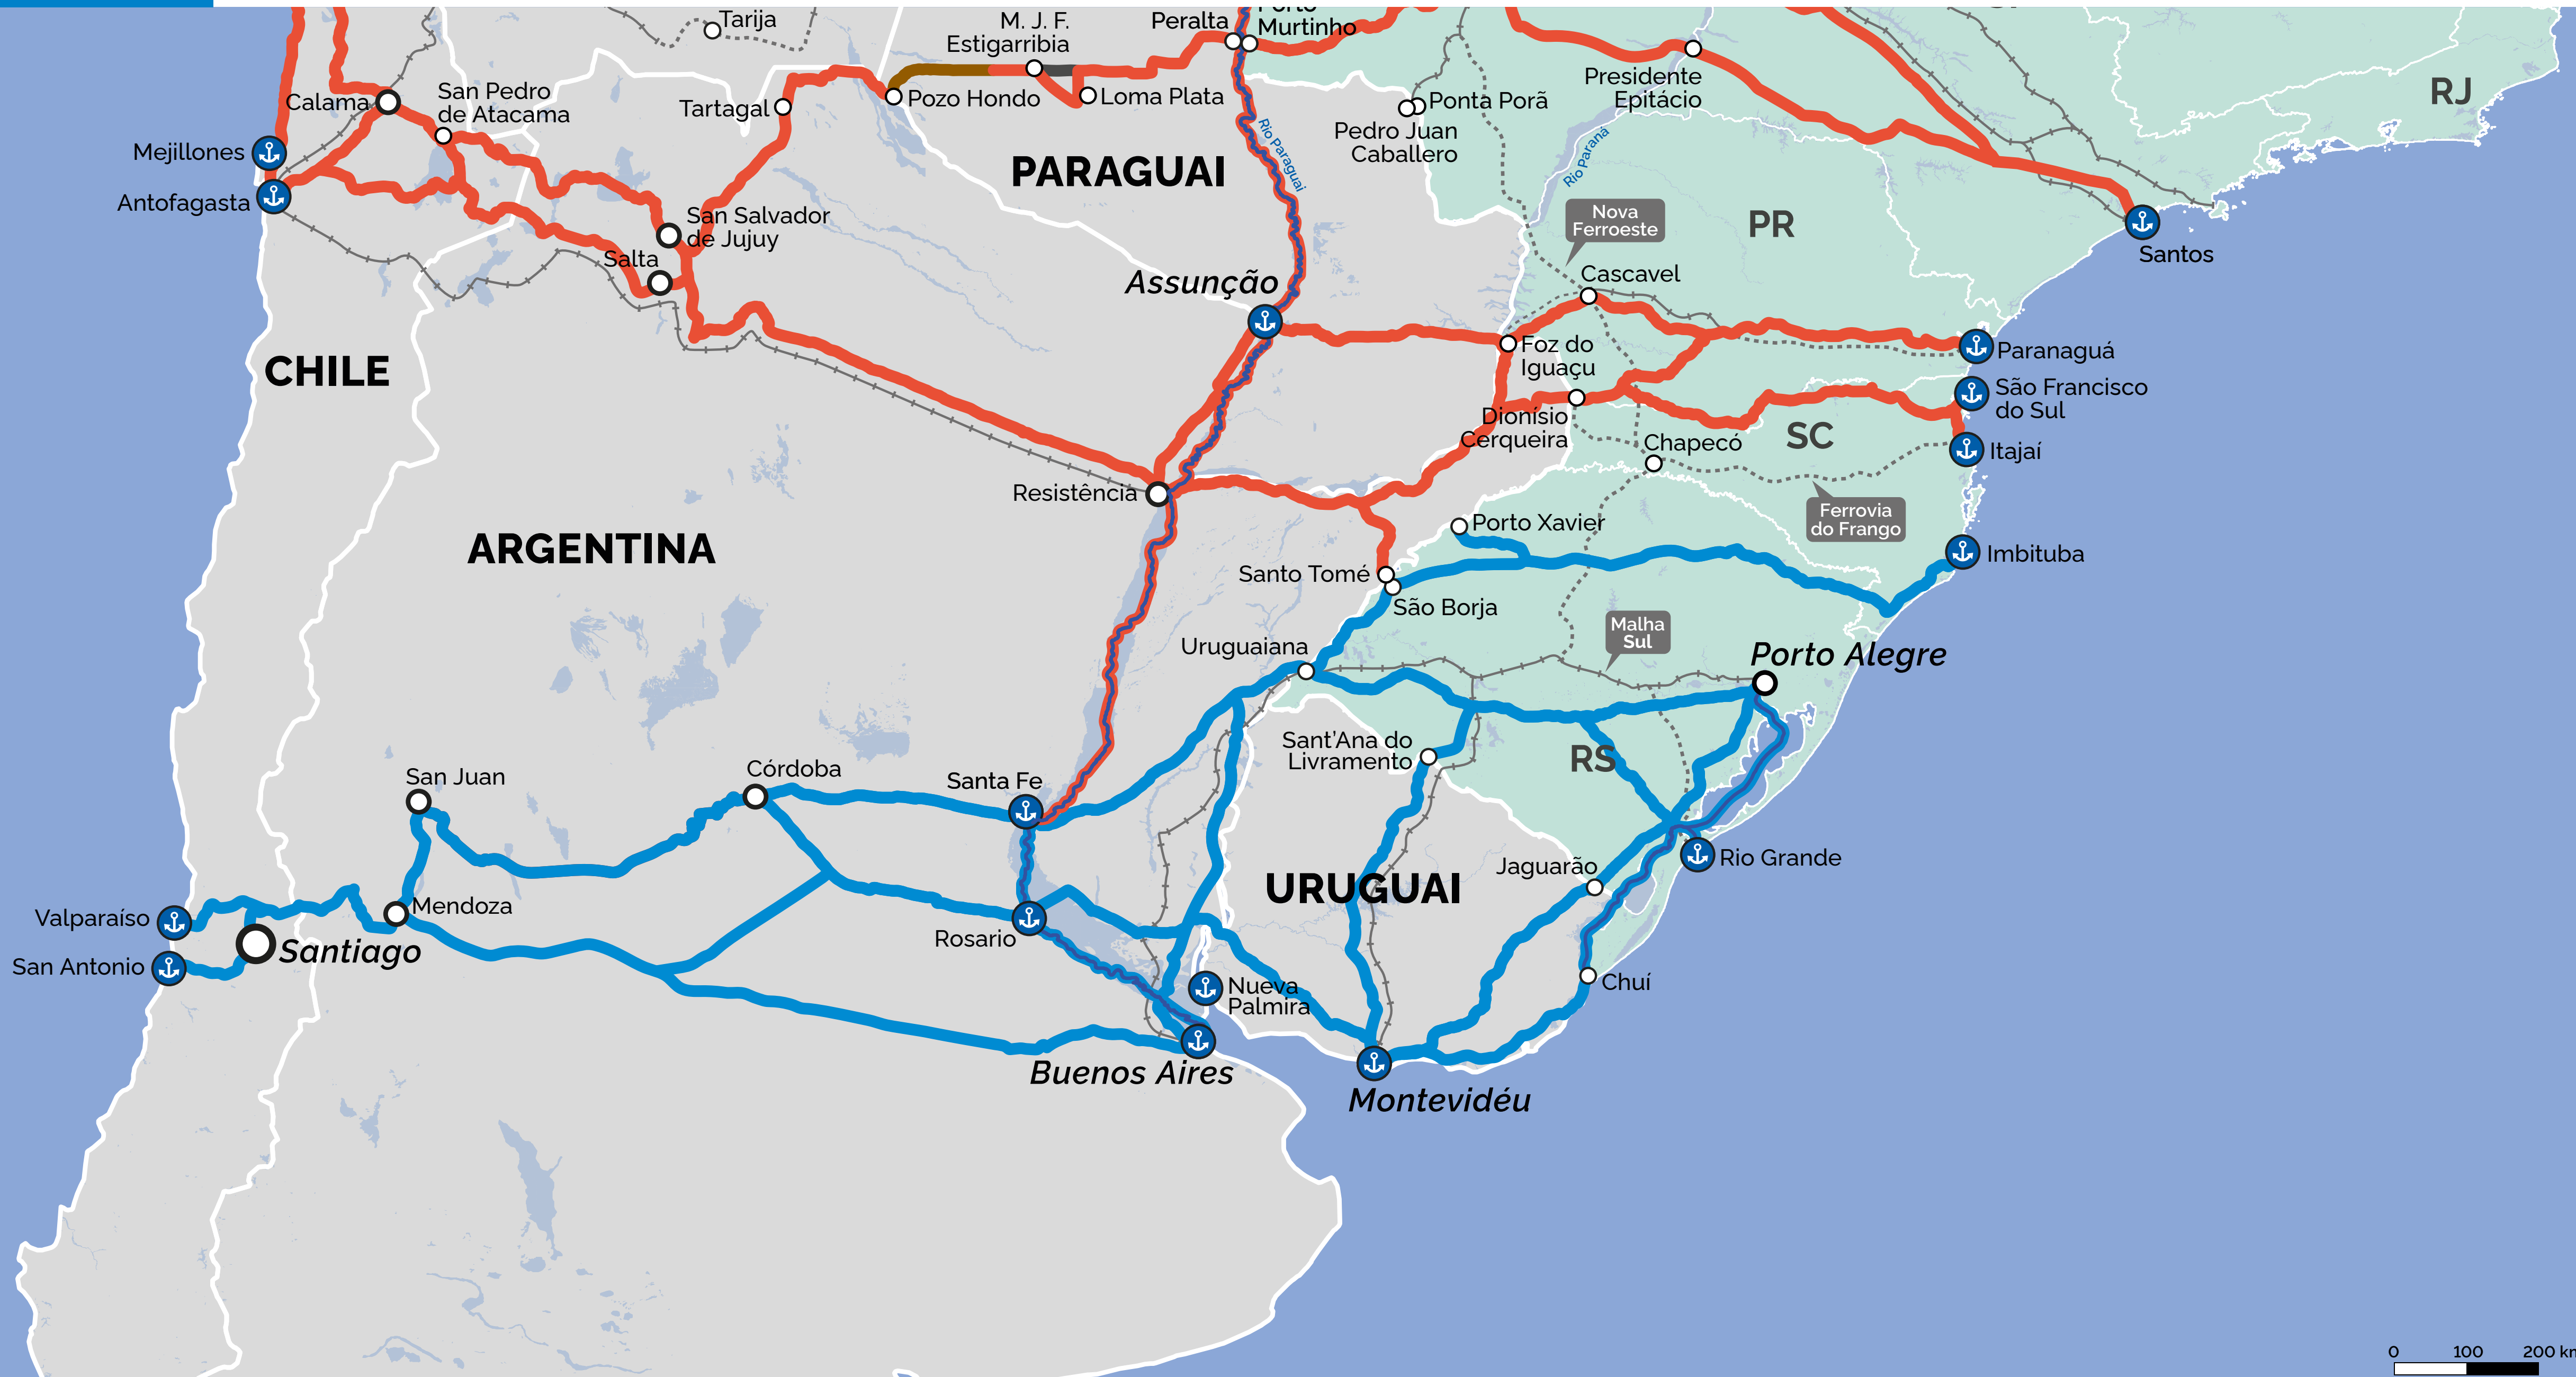 Tarija
M. J. F.
Estigarribia
Peralta
Murtinho
Presidente
Epitácio
RJ
Calama
San Pedro
de Atacama
Tartagal
Pozo Hondo
Loma Plata
Ponta Porã
Pedro Juan
Caballero
Rio Paraguai
Rio Paraná
Mejillones
Antofagasta
PARAGUAI
San Salvador
de Jujuy
Salta
Nova
Ferroeste
PR
Santos
Assunção
Cascavel
CHILE
Foz do
Iguaçu
Paranaguá
São Francisco
do Sul
Dionísio
Cerqueira
Chapecó
SC
Itajaí
Resistência
ARGENTINA
Porto Xavier
Ferrovia
do Frango
Imbituba
Santo Tomé
São Borja
Malha
Sul
Uruguaiana
Porto Alegre
Sant'Ana do
Livramento
RS
San Juan
Córdoba
Santa Fe
Jaguarão
Rio Grande
URUGUAI
Valparaíso
Mendoza
Rosario
Santiago
San Antonio
Nueva
Palmira
Chuí
Buenos Aires
Montevidéu
0 100 200 km